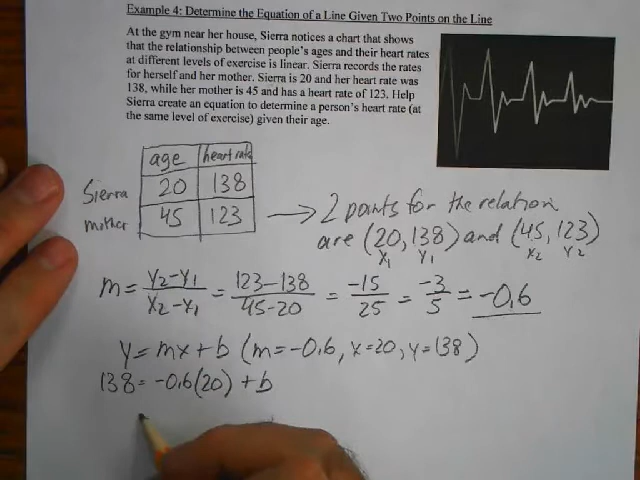 Example 4: Determine the Equation of a Line Given Two Points on the Line
At the gym near her house, Sierra notices a chart that shows
that the relationship between people's ages and their heart rates
at different levels of exercise is linear. Sierra records the rates
for herself and her mother. Sierra is 20 and her heart rate was
138, while her mother is 45 and has a heart rate of 123. Help
Sierra create an equation to determine a person's heart rate (at
the same level of exercise) given their age.
age heart rate
Sierra 20 138
mother 45 123
→ 2 points for the relation
are (20, 138) and (45, 123)
x₁ y₁ x₂ y₂
m = y₂-y₁/x₂-x₁ = 123-138/45-20 = -15/25 = -3/5 = -0.6
y = mx + b (m=-0.6, x=20, y=138)
138 = -0.6(20) + b